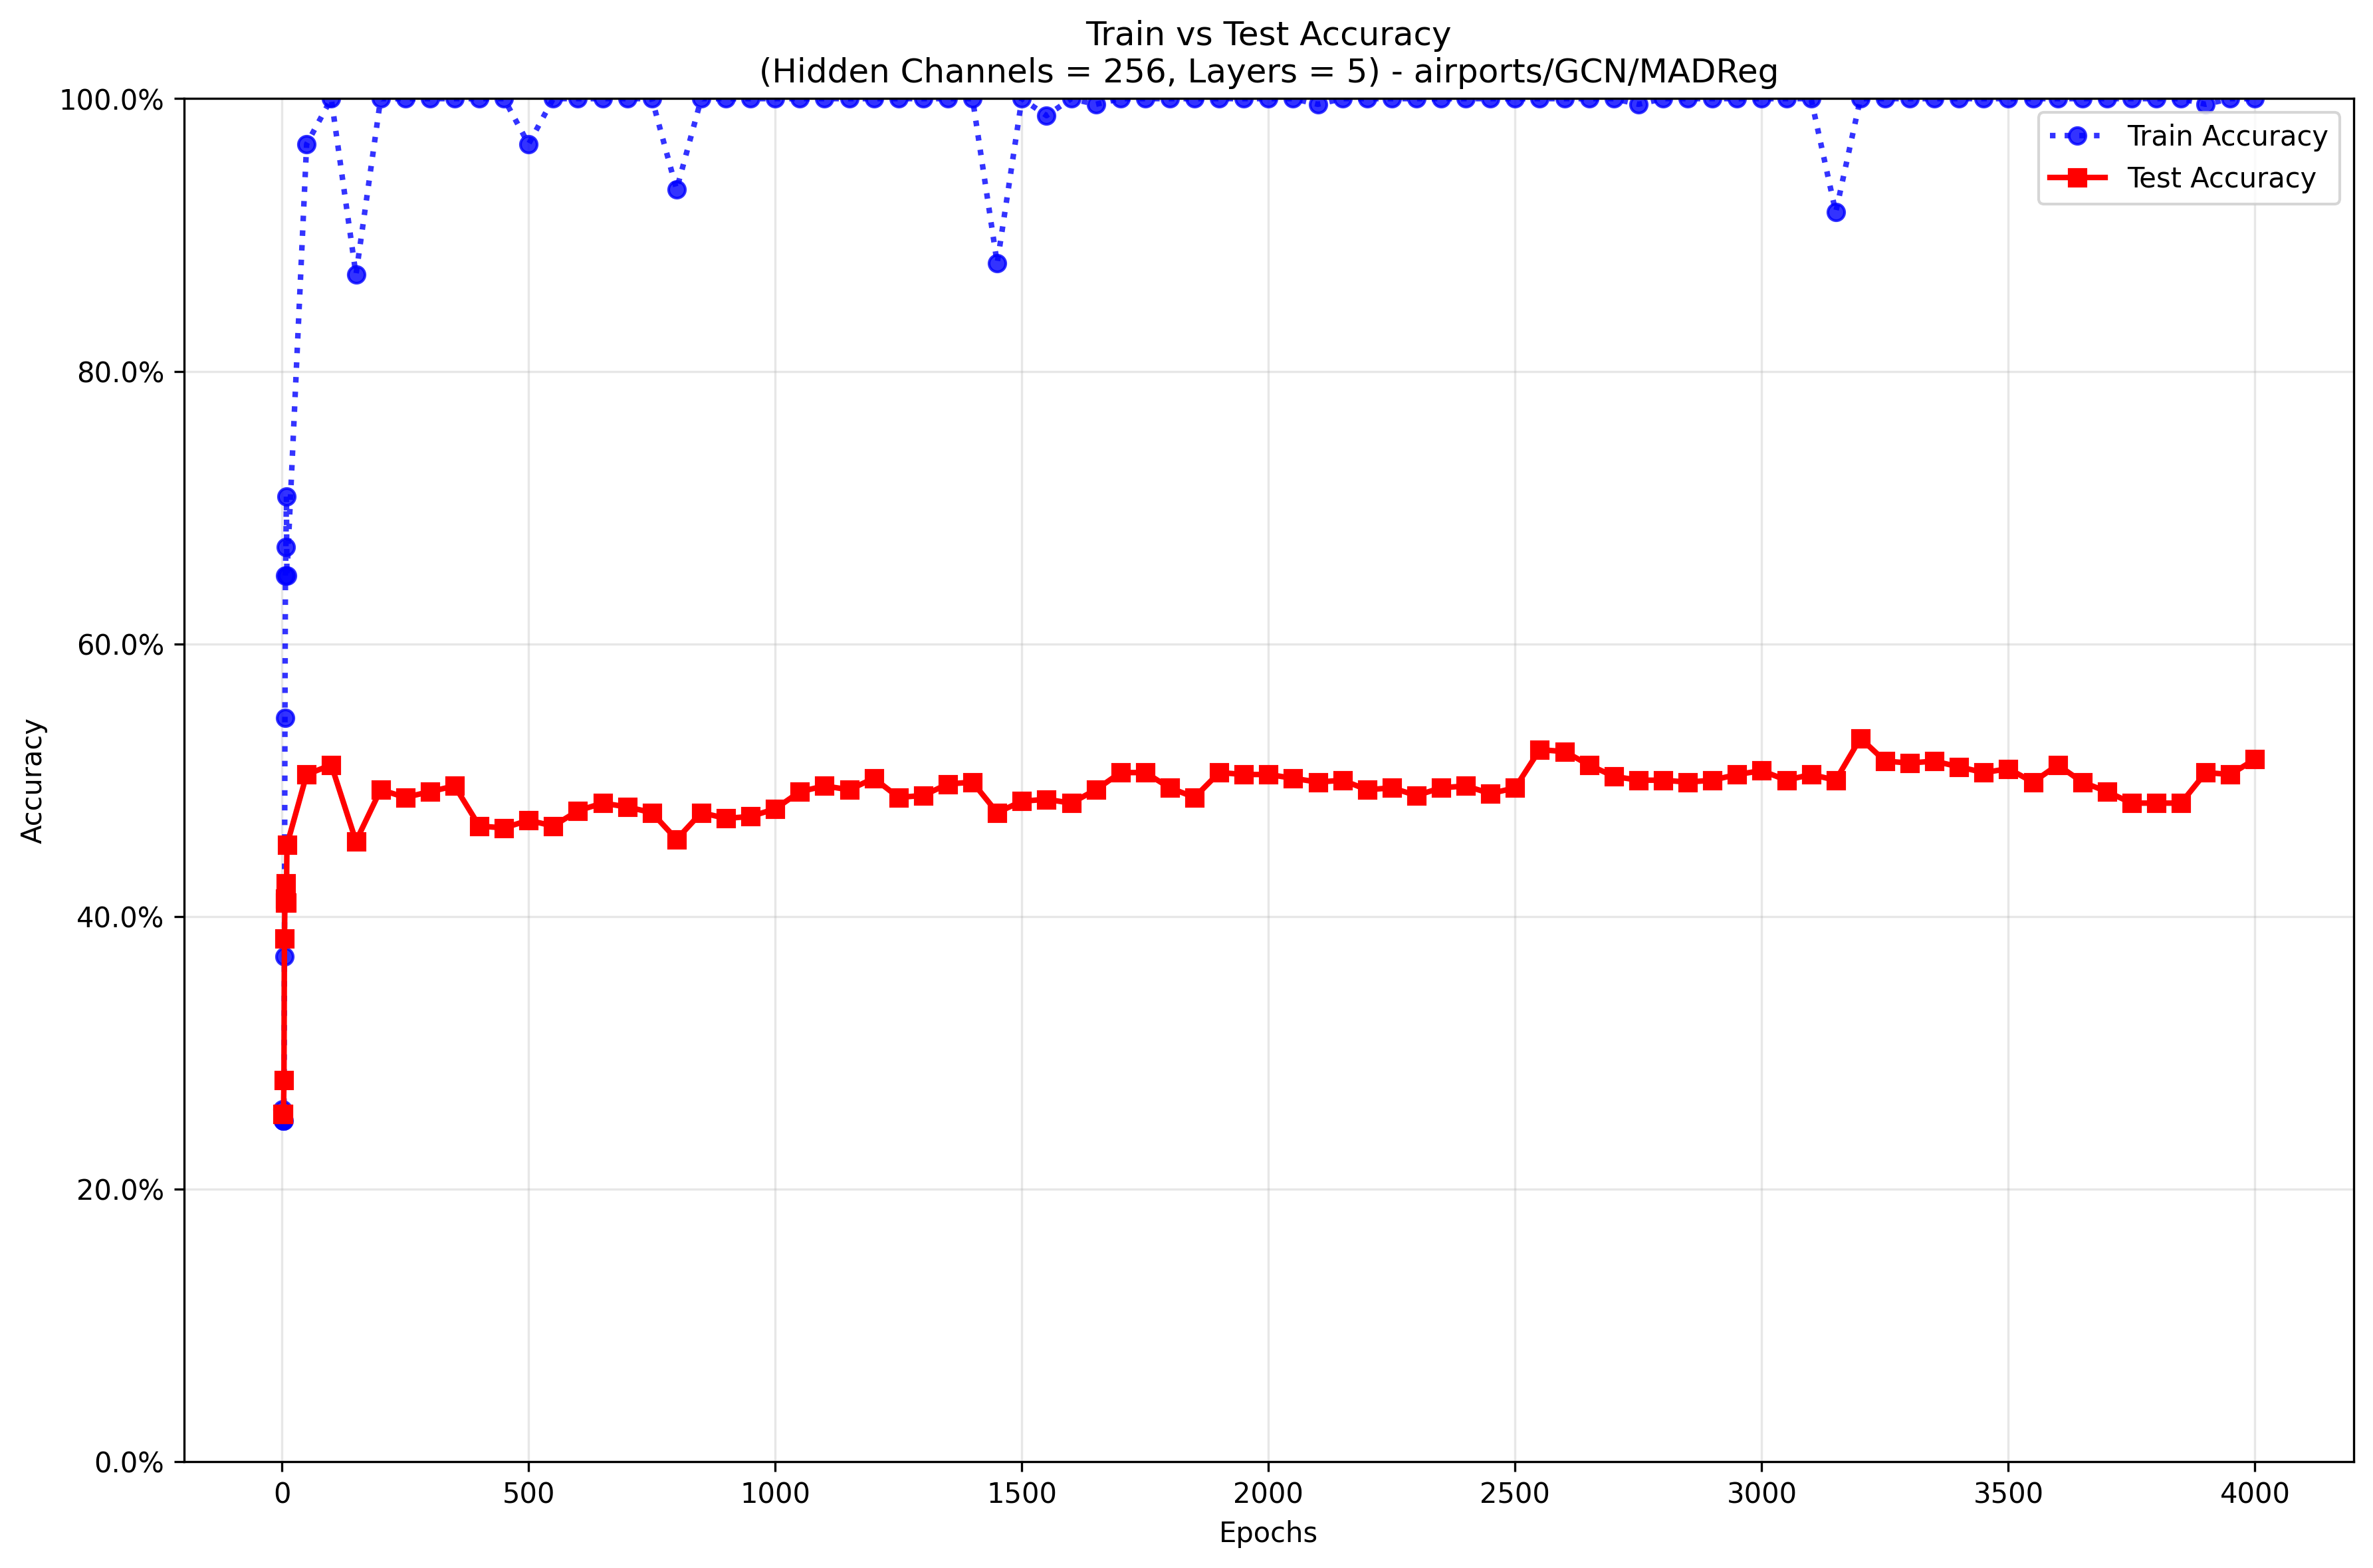 Train vs Test Accuracy
(Hidden Channels = 256, Layers = 5) - airports/GCN/MADReg
100.0%
80.0%
60.0%
40.0%
20.0%
0.0%
Accuracy
Train Accuracy
Test Accuracy
0
500
1000
1500
2000
2500
3000
3500
4000
Epochs